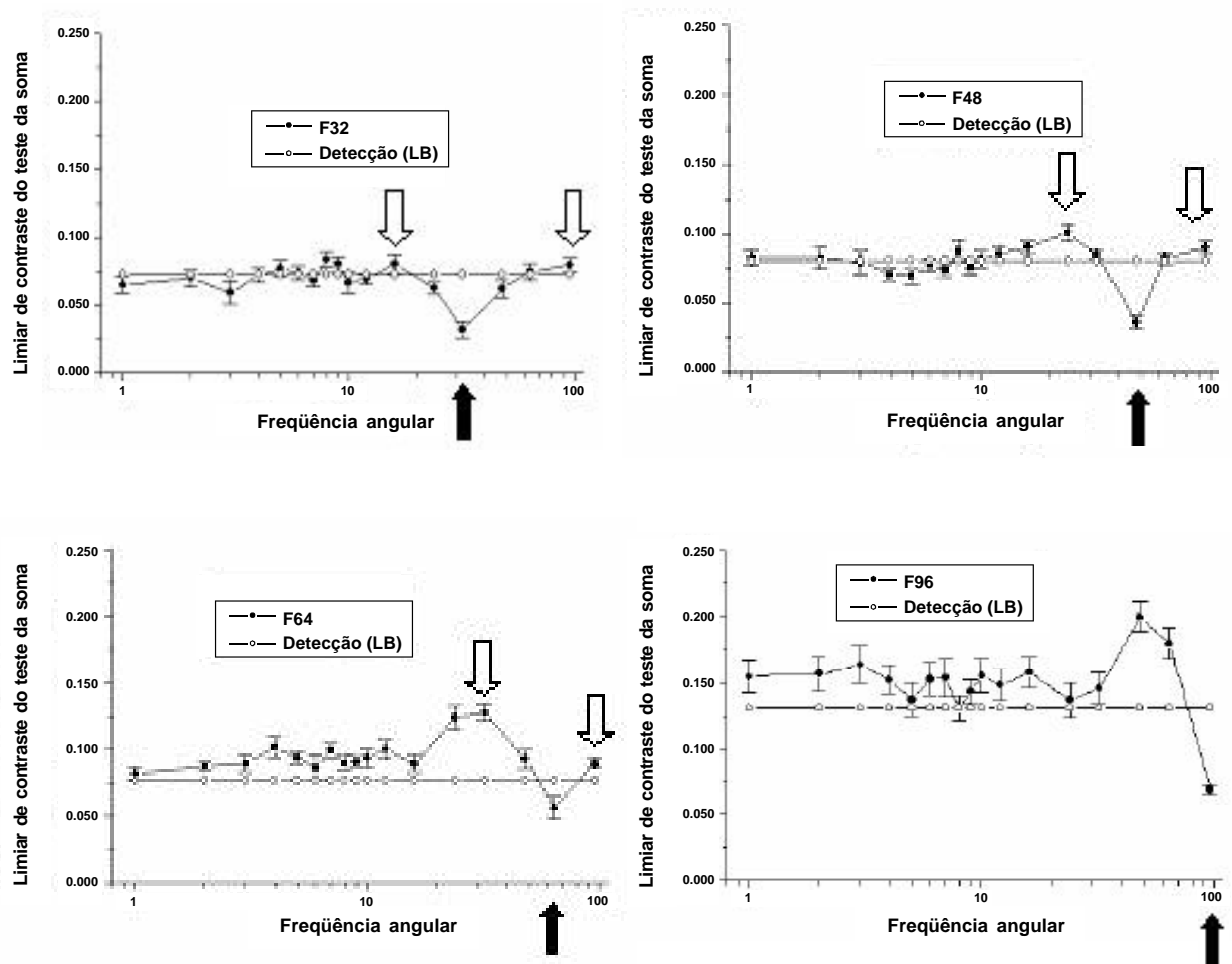 Limiar de contraste do teste da soma
0.250
0.200
0.150
0.100
0.050
0.000
F32
Detecção (LB)
1
10
100
Freqüência angular
Limiar de contraste do teste da soma
0.250
0.200
0.150
0.100
0.050
0.000
F48
Detecção (LB)
1
10
100
Freqüência angular
Limiar de contraste do teste da soma
0.250
0.200
0.150
0.100
0.050
0.000
F64
Detecção (LB)
1
10
100
Freqüência angular
Limiar de contraste do teste da soma
0.250
0.200
0.150
0.100
0.050
0.000
F96
Detecção (LB)
1
10
100
Freqüência angular